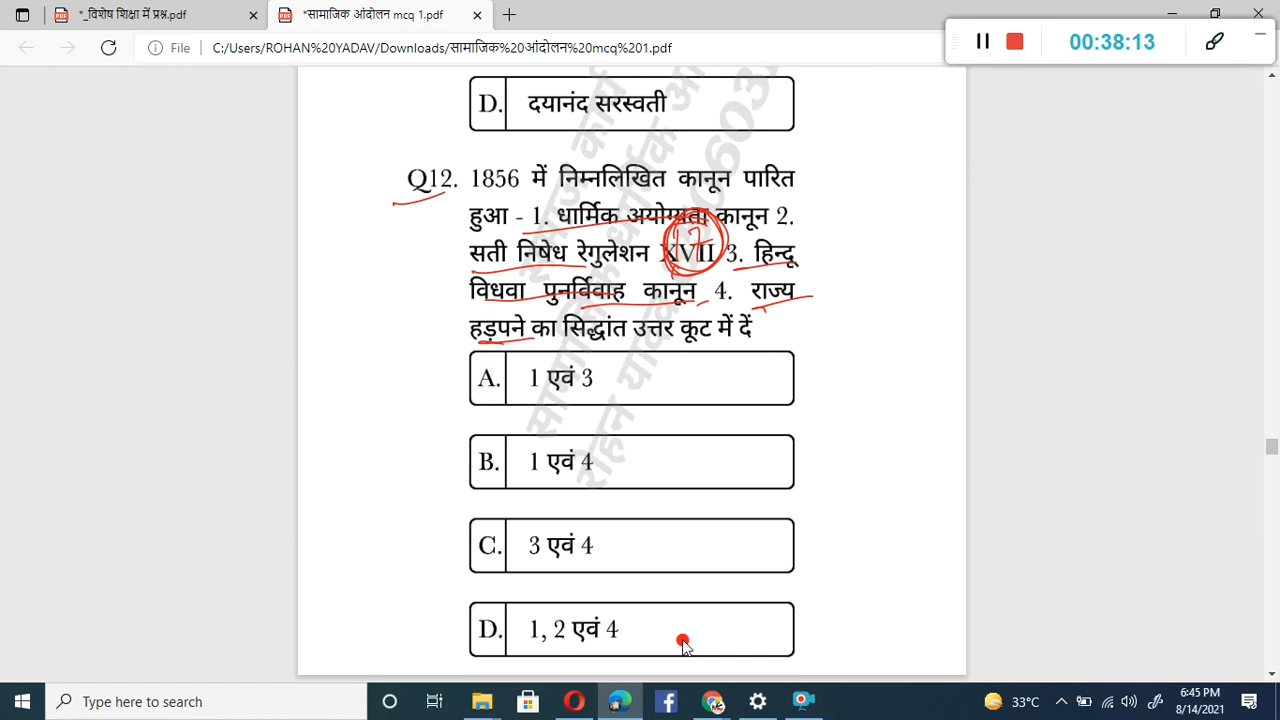 *_विशेष शिक्षा में प्रश्न.pdf
*सामाजिक आंदोलन mcq 1.pdf
File C:/Users/ROHAN%20YADAV/Downloads/सामाजिक%20आंदोलन%20mcq%201.pdf
00:38:13
D. दयानंद सरस्वती
Q12. 1856 में निम्नलिखित कानून पारित
हुआ - 1. धार्मिक अयोग्यता कानून 2.
सती निषेध रेगुलेशन XVII 3. हिन्दू
17
विधवा पुनर्विवाह कानून 4. राज्य
हड़पने का सिद्धांत उत्तर कूट में दें
A. 1 एवं 3
B. 1 एवं 4
C. 3 एवं 4
D. 1, 2 एवं 4
Type here to search
33°C
6:45 PM
8/14/2021